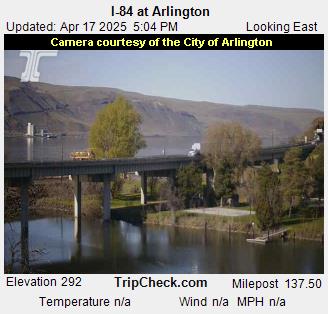 I-84 at Arlington
Updated: Apr 17 2025 5:04 PM Looking East
Camera courtesy of the City of Arlington
Elevation 292 TripCheck.com Milepost 137.50
Temperature n/a Wind n/a MPH n/a